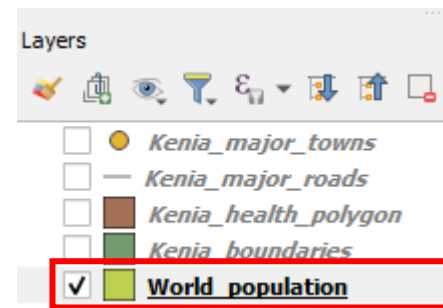 Layers
Kenia_major_towns
Kenia_major_roads
Kenia_health_polygon
Kenia_boundaries
World_population